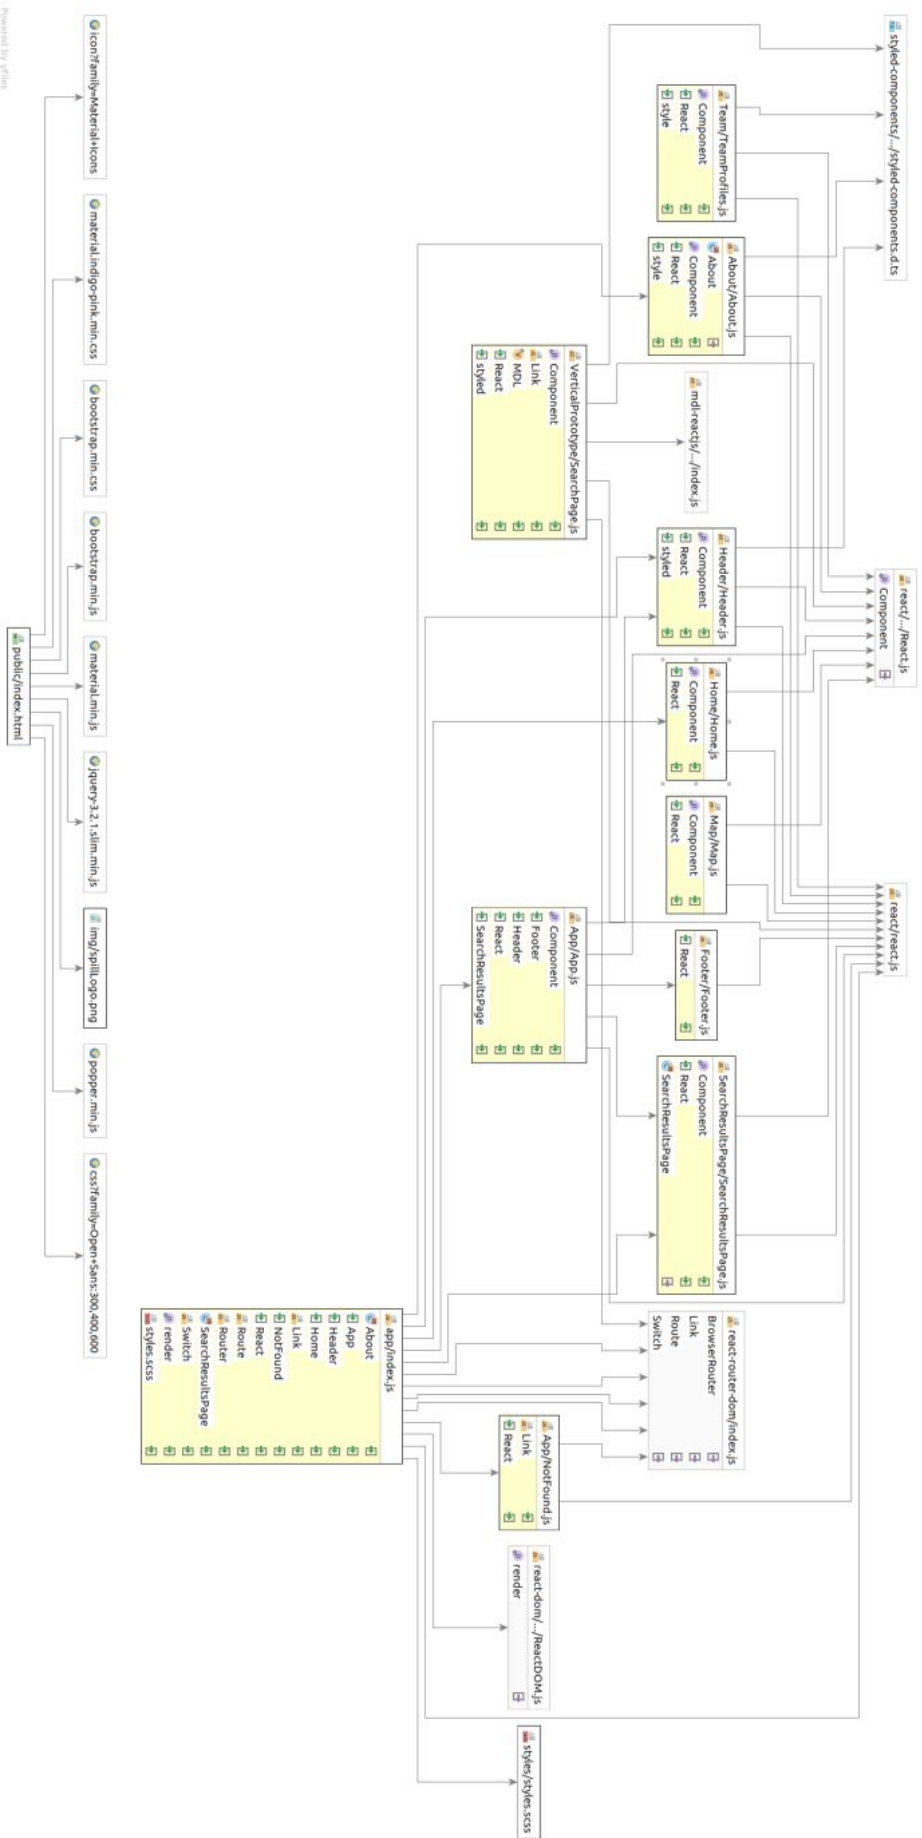 styled-components/.../styled-components.d.ts
react/.../React.js
Component
react/react.js
Team/TeamProfiles.js
Component
React
style
About/About.js
About
Component
React
style
mdl-reactjs/.../index.js
Header/Header.js
Component
React
styled
Home/Home.js
Component
React
Map/Map.js
Component
React
Footer/Footer.js
React
SearchResultsPage/SearchResultsPage.js
Component
React
SearchResultsPage
react-router-dom/index.js
BrowserRouter
Link
Route
Switch
VerticalPrototype/SearchPage.js
Component
Link
MDL
React
styled
App/App.js
Component
Footer
Header
React
SearchResultsPage
App/NotFound.js
Link
React
react-dom/.../ReactDOM.js
render
styles/styles.scss
app/index.js
About
App
Header
Home
Link
NotFound
React
Route
Router
SearchResultsPage
Switch
render
styles.scss
icon?family=Material+Icons
material.indigo-pink.min.css
bootstrap.min.css
bootstrap.min.js
material.min.js
jquery-3.2.1.slim.min.js
img/spillLogo.png
popper.min.js
css?family=Open+Sans:300,400,600
public/index.html
Powered by yFiles